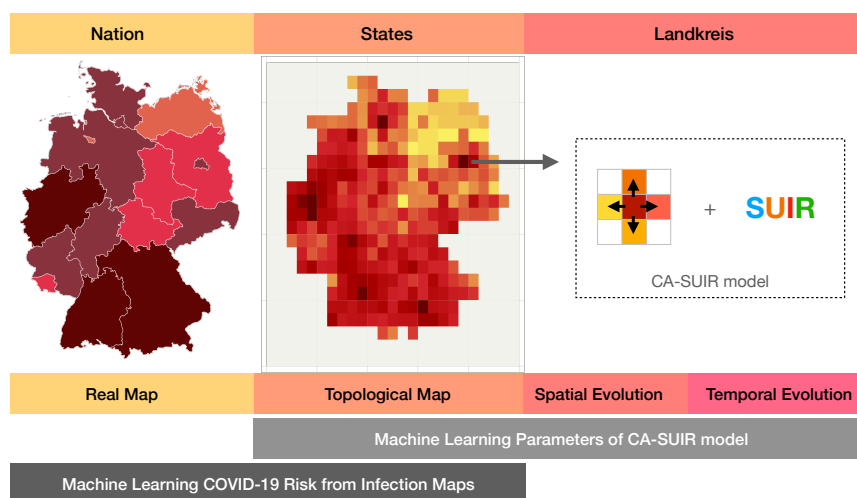 Nation
States
Landkreis
+ SUIR
CA-SUIR model
Real Map
Topological Map
Spatial Evolution
Temporal Evolution
Machine Learning Parameters of CA-SUIR model
Machine Learning COVID-19 Risk from Infection Maps